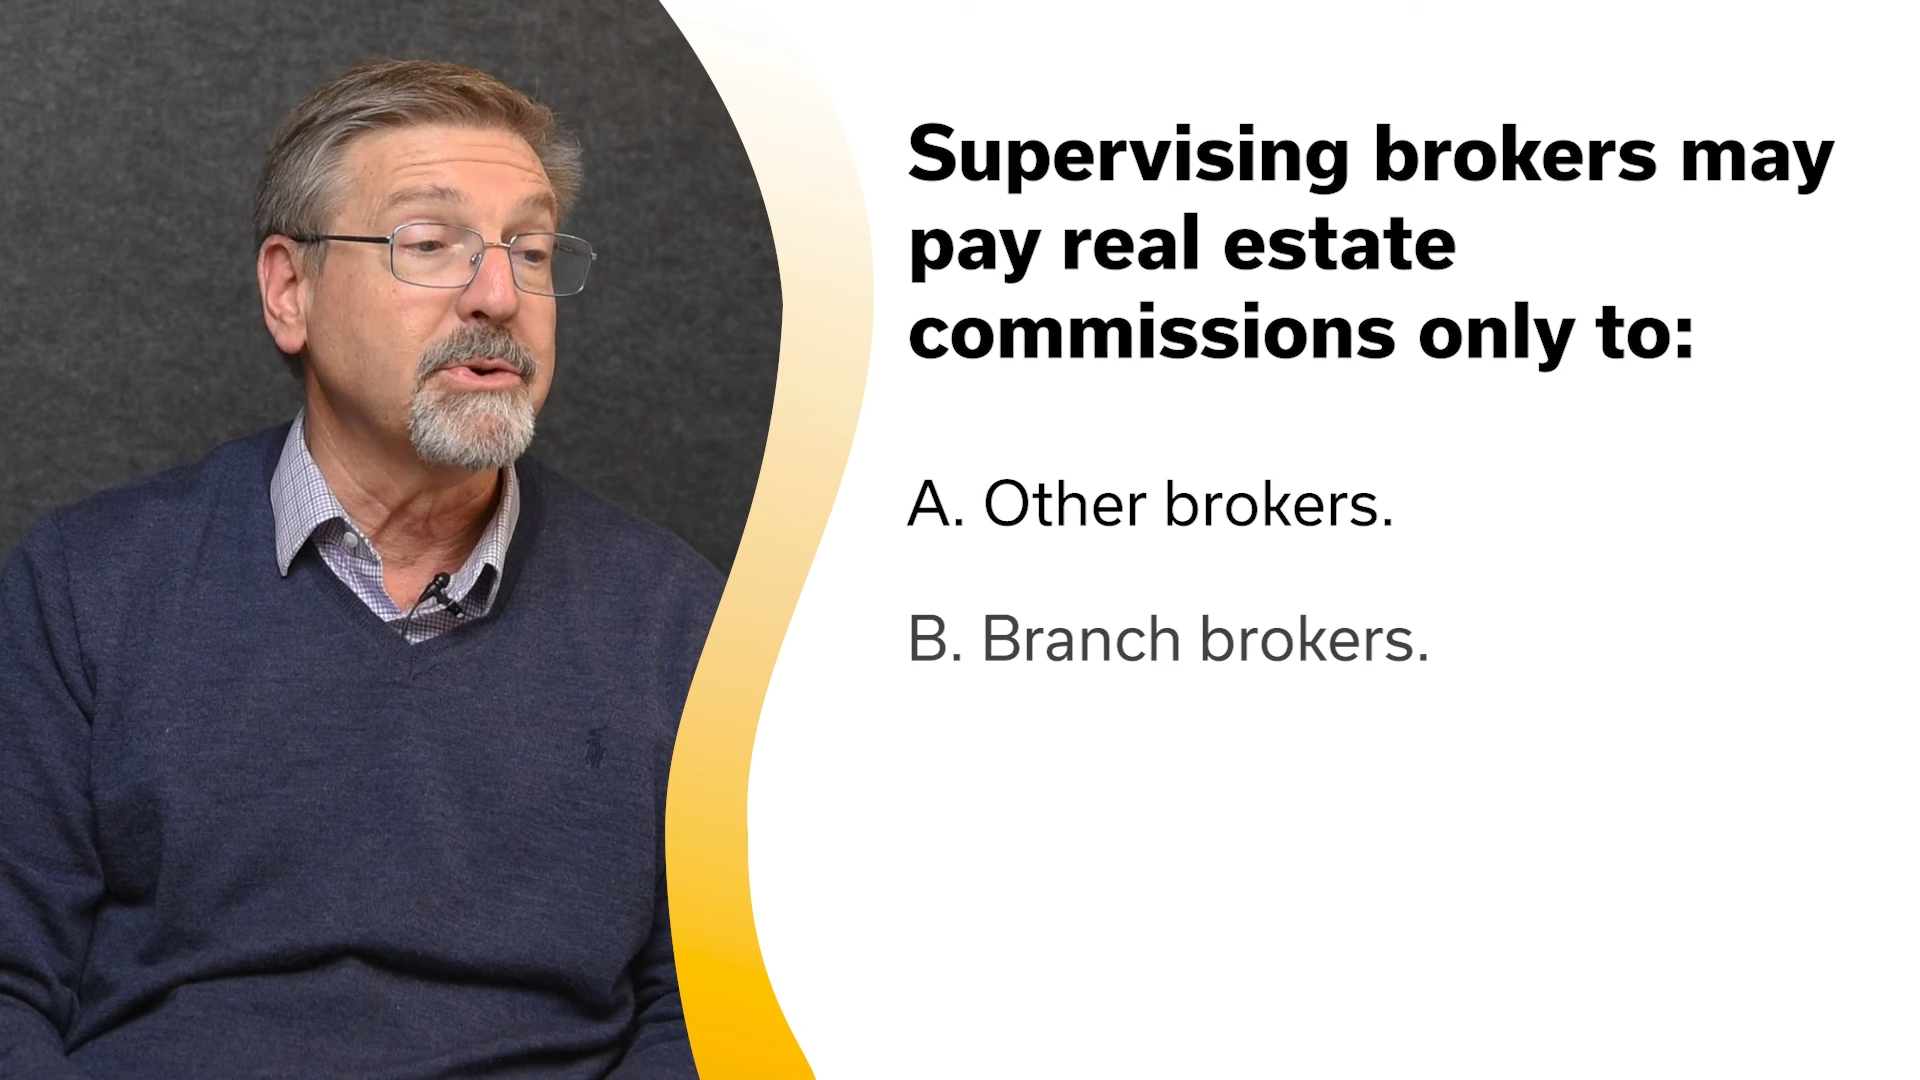 Supervising brokers may
pay real estate
commissions only to:
A. Other brokers.
B. Branch brokers.